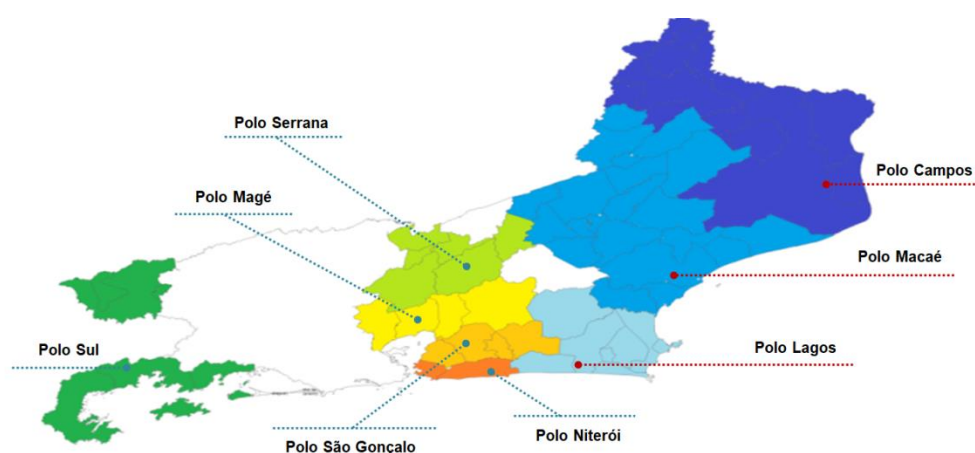 Polo Serrana
Polo Campos
Polo Magé
Polo Macaé
Polo Sul
Polo Lagos
Polo Niterói
Polo São Gonçalo